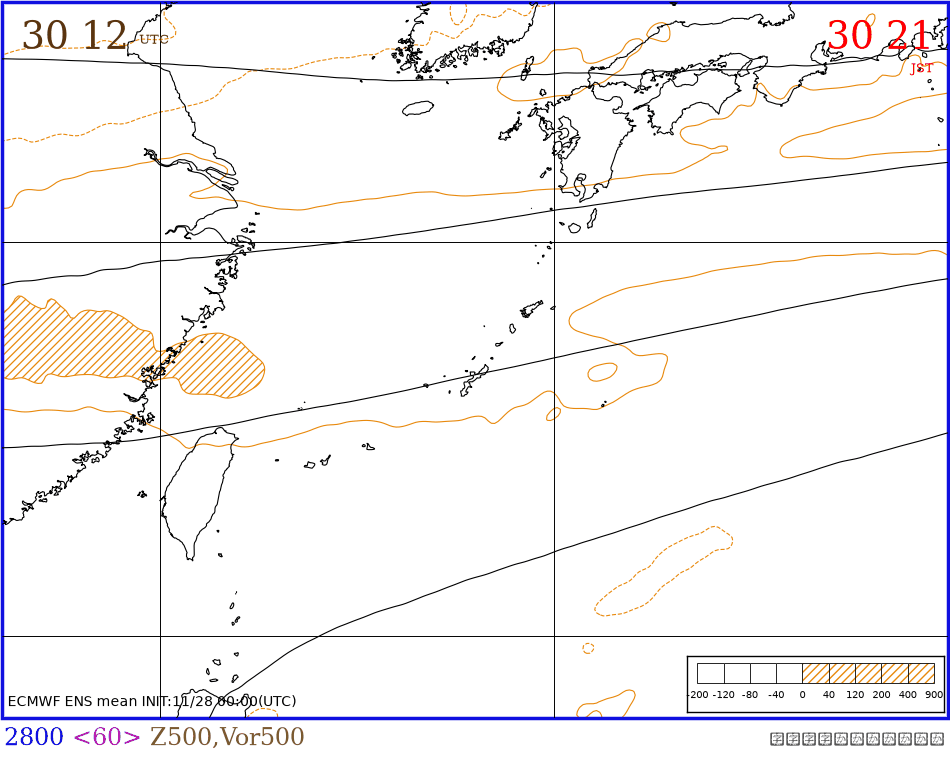 30 12 UTC
30 21
JST
ECMWF ENS mean INIT:11/28 00:00(UTC)
-200 -120 -80 -40 0 40 120 200 400 900
2800 <60> Z500,Vor500